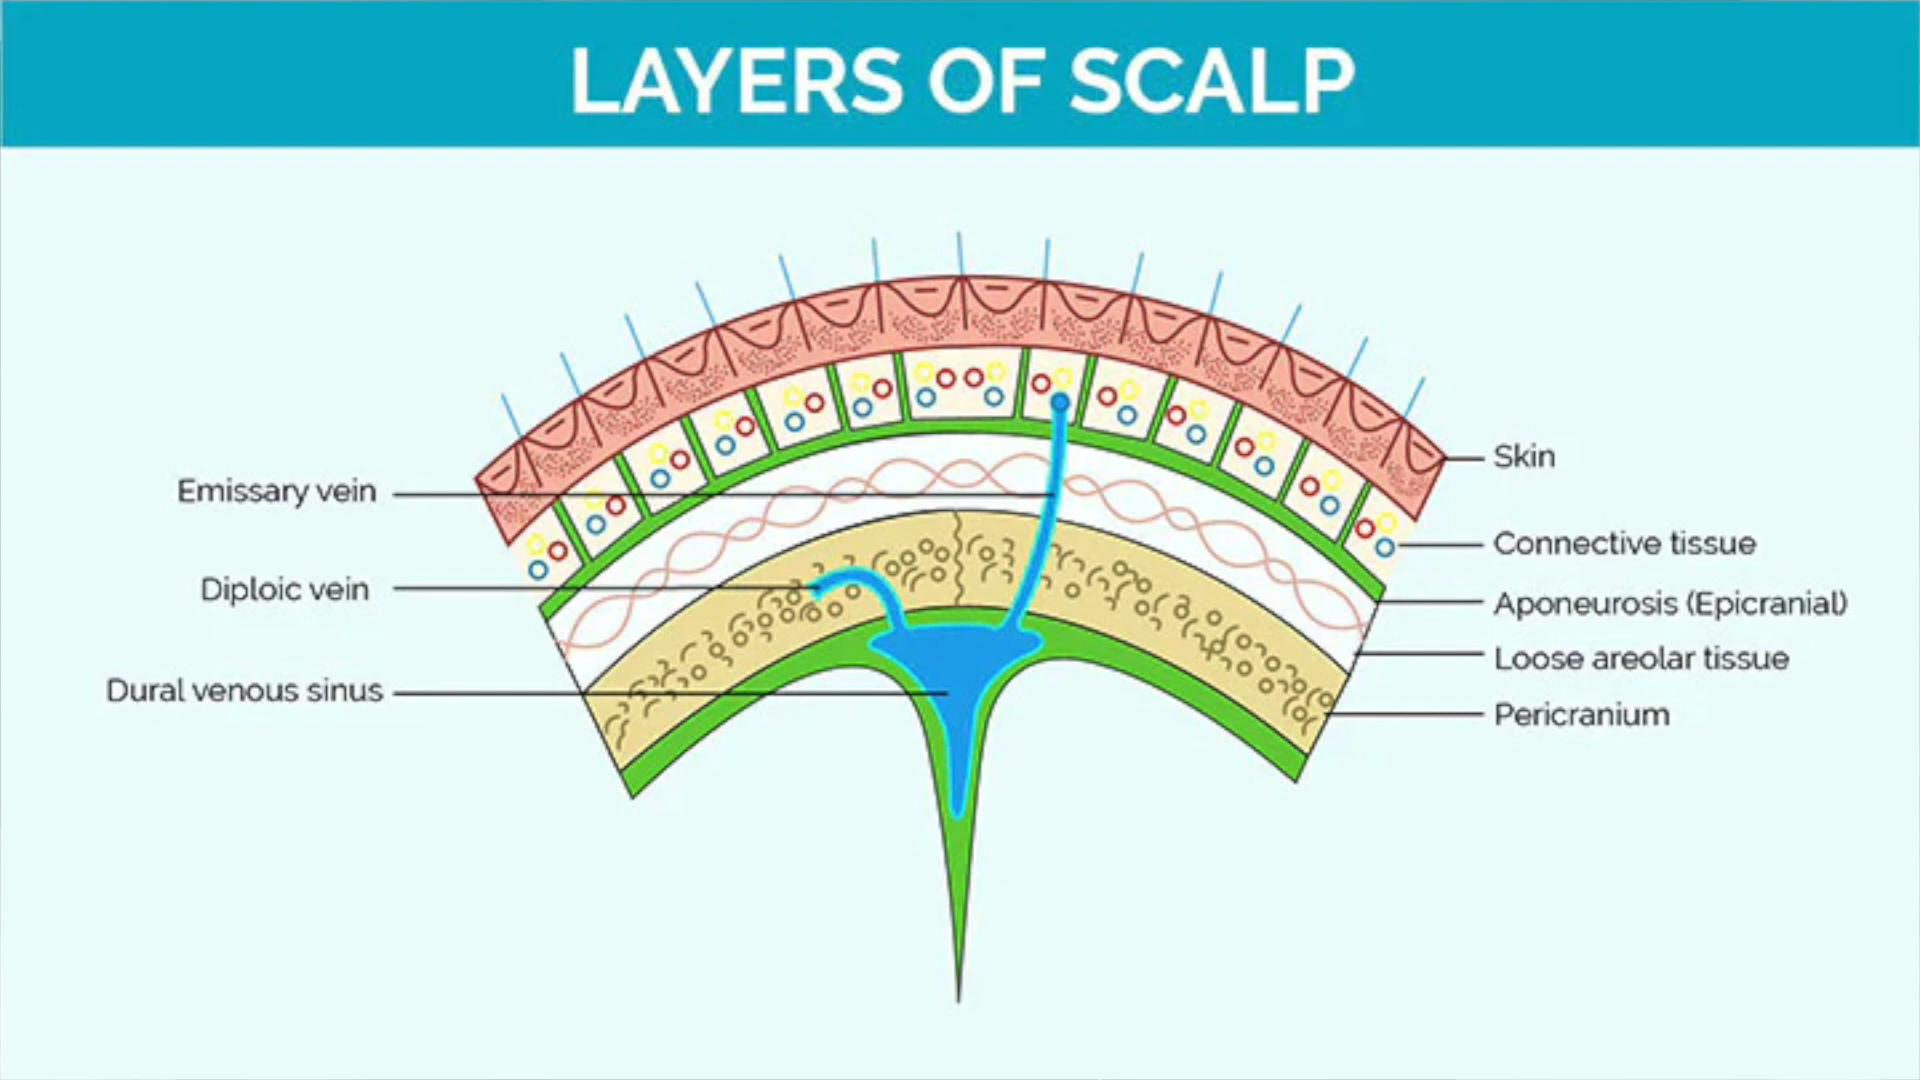 LAYERS OF SCALP
Emissary vein
Diploic vein
Dural venous sinus
Skin
Connective tissue
Aponeurosis (Epicranial)
Loose areolar tissue
Pericranium